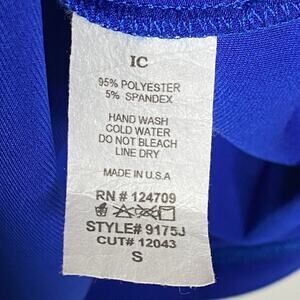 IC
95% POLYESTER
5% SPANDEX
HAND WASH
COLD WATER
DO NOT BLEACH
LINE DRY
MADE IN U.S.A
RN # 124709
STYLE# 9175J
CUT# 12043
S